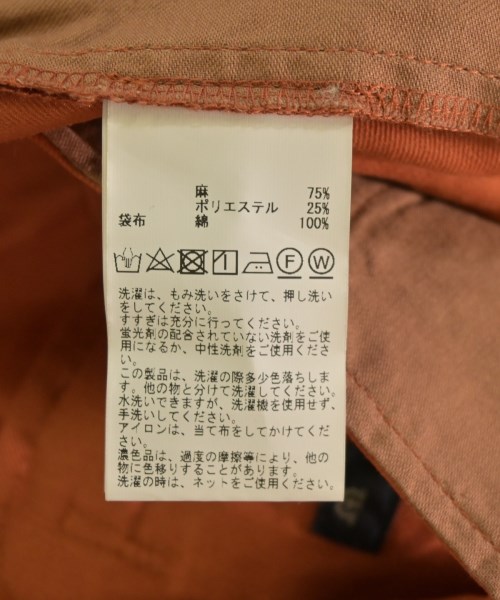 麻 75%
ポリエステル 25%
袋布 綿 100%
F W
洗濯は、もみ洗いをさけて、押し洗い
をしてください。
すすぎは充分に行ってください。
蛍光剤の配合されていない洗剤をご使
用になるか、中性洗剤をご使用くださ
い。
この製品は、洗濯の際多少色落ちしま
す。他の物と分けて洗濯してください。
水洗いできますが、洗濯機を使用せず、
手洗いしてください。
アイロンは、当て布をしてかけてくだ
さい。
濃色品は、過度の摩擦等により、他の
物に色移りすることがあります。
洗濯の時は、ネットをご使用ください。